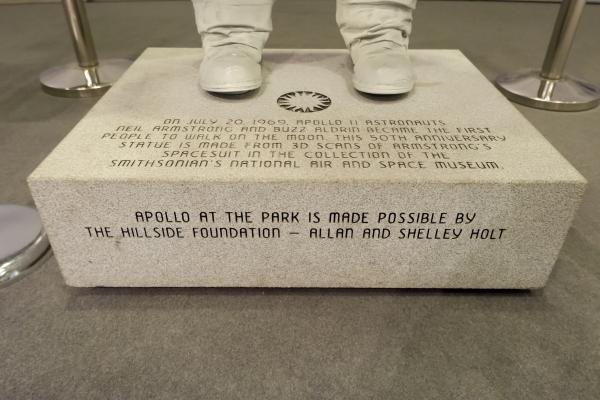 ON JULY 20, 1969, APOLLO 11 ASTRONAUTS
NEIL ARMSTRONG AND BUZZ ALDRIN BECAME THE FIRST
PEOPLE TO WALK ON THE MOON. THIS 50TH ANNIVERSARY
STATUE IS MADE FROM 3D SCANS OF ARMSTRONG'S
SPACESUIT IN THE COLLECTION OF THE
SMITHSONIAN'S NATIONAL AIR AND SPACE MUSEUM.
APOLLO AT THE PARK IS MADE POSSIBLE BY
THE HILLSIDE FOUNDATION – ALLAN AND SHELLEY HOLT